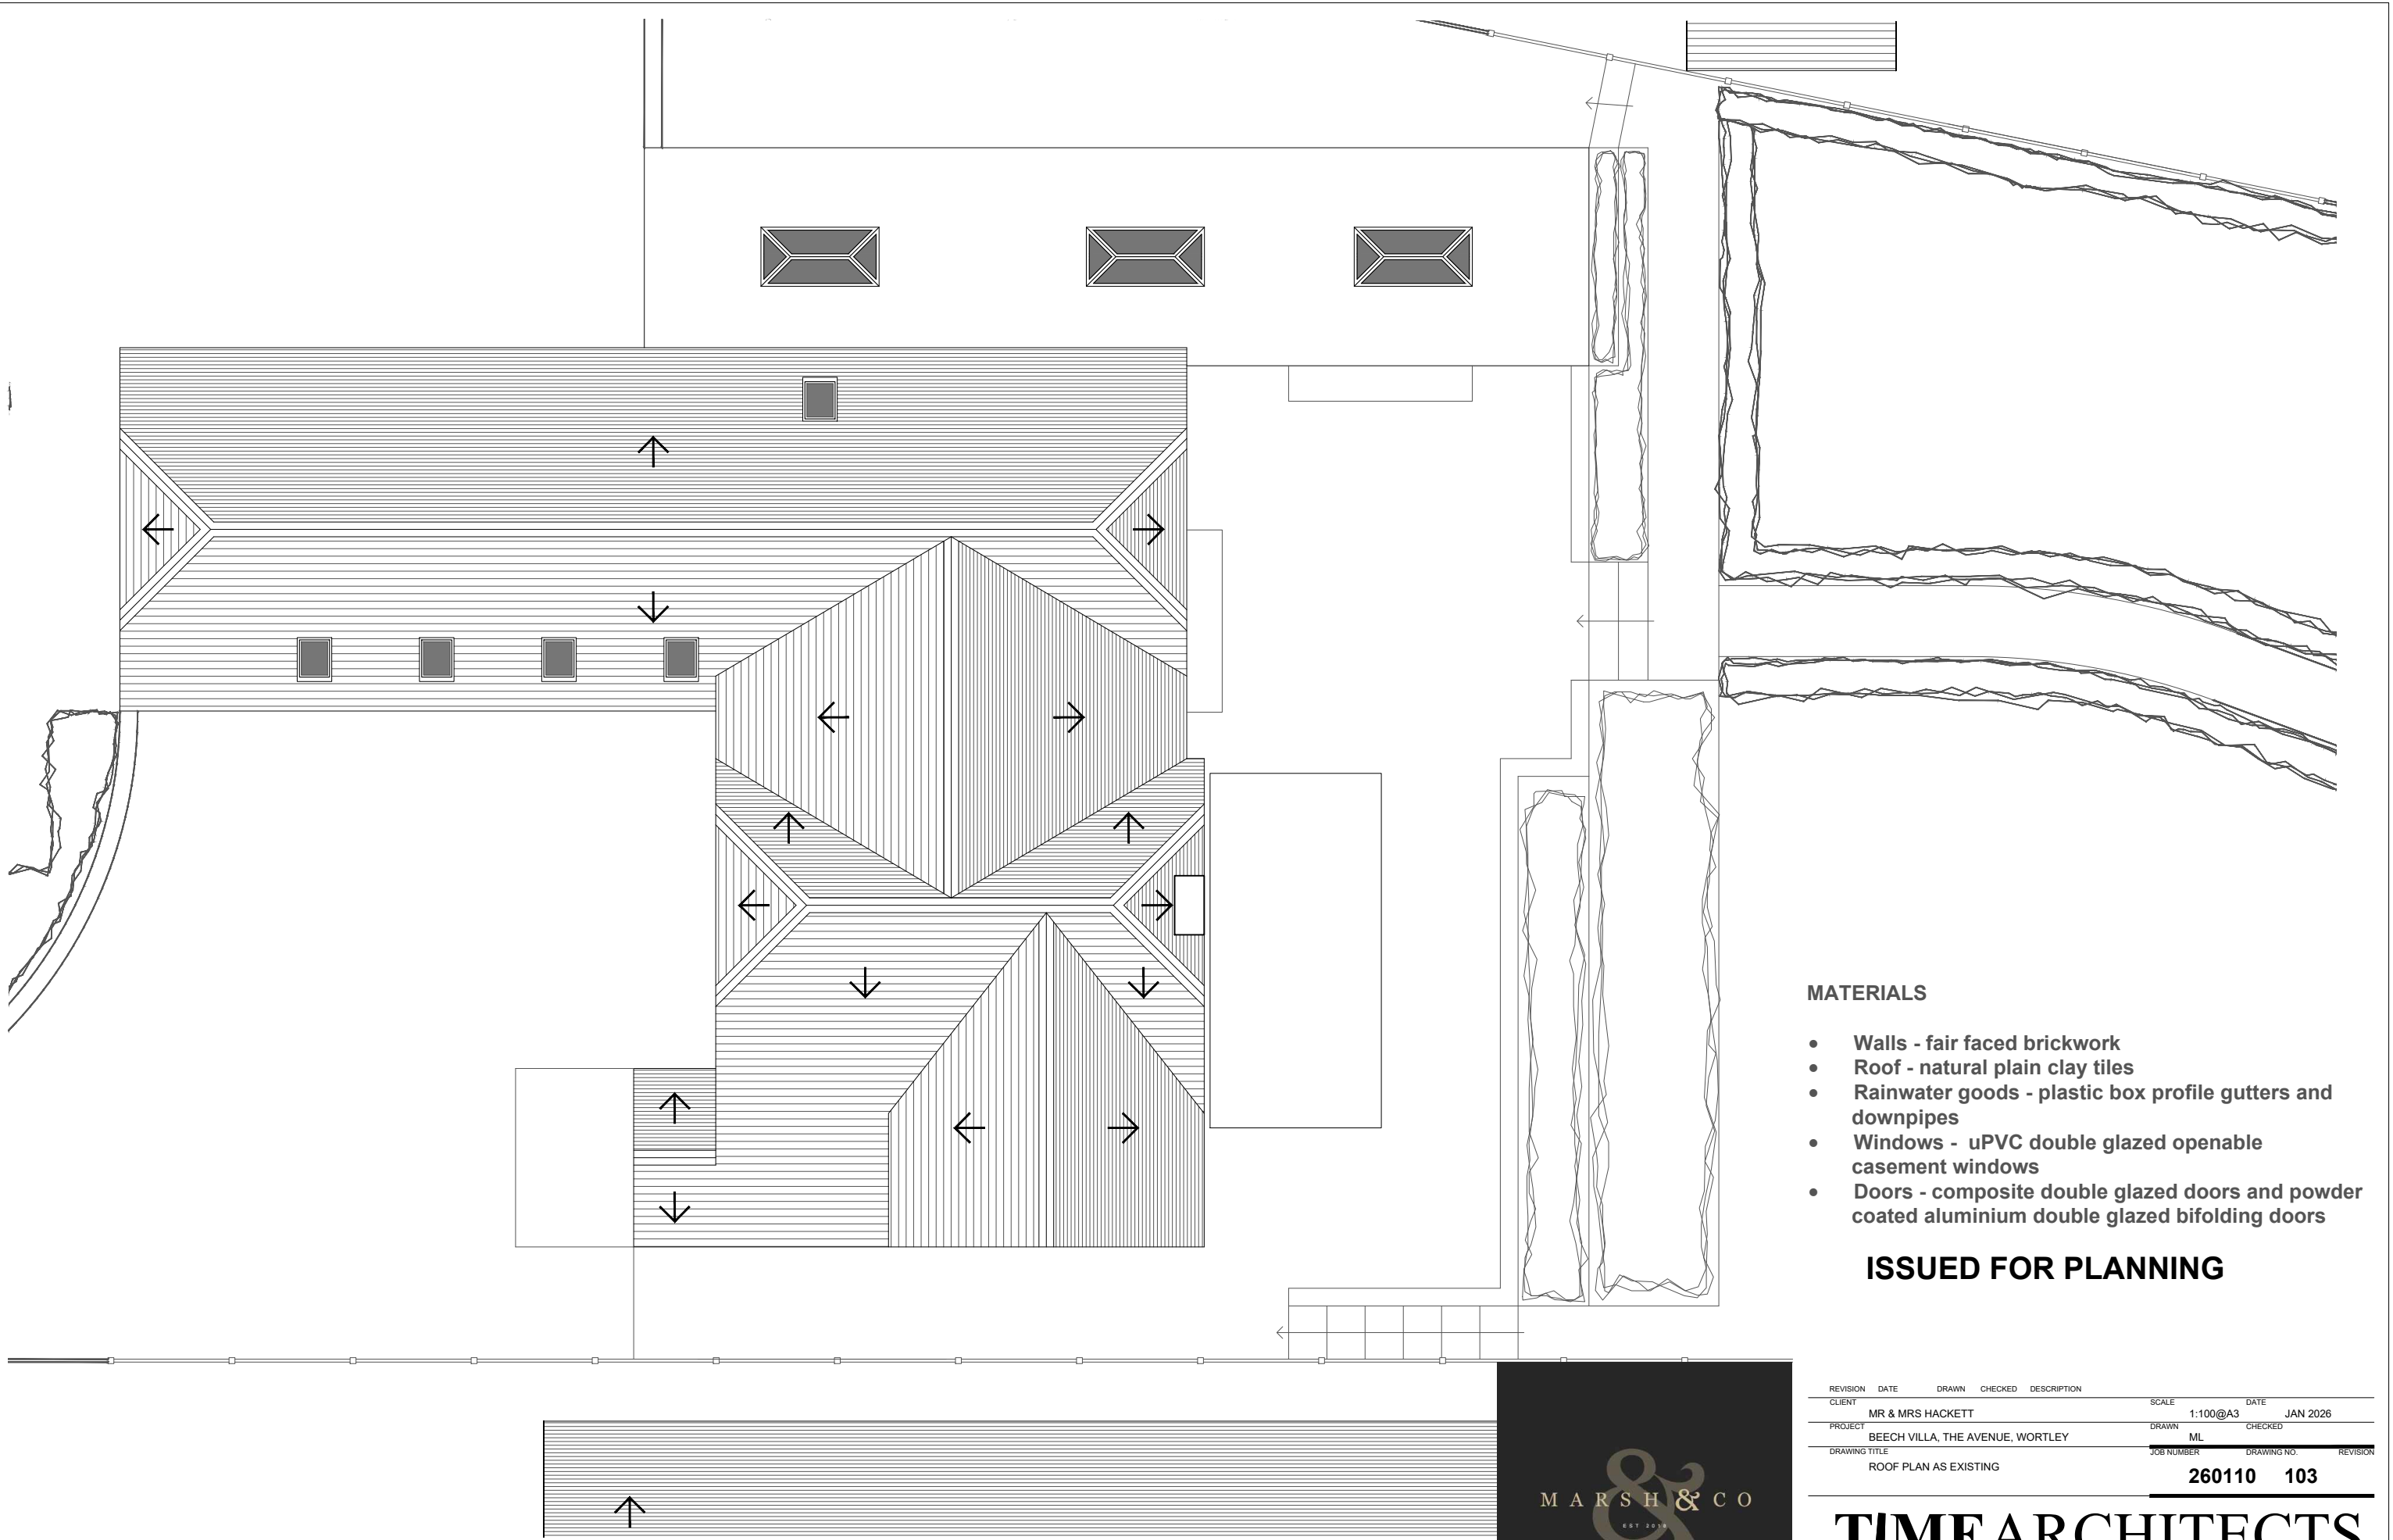 MATERIALS
• Walls - fair faced brickwork
• Roof - natural plain clay tiles
• Rainwater goods - plastic box profile gutters and
downpipes
• Windows - uPVC double glazed openable
casement windows
• Doors - composite double glazed doors and powder
coated aluminium double glazed bifolding doors
ISSUED FOR PLANNING
REVISION DATE DRAWN CHECKED DESCRIPTION
CLIENT SCALE DATE
MR & MRS HACKETT 1:100@A3 JAN 2026
PROJECT DRAWN CHECKED
BEECH VILLA, THE AVENUE, WORTLEY ML
DRAWING TITLE JOB NUMBER DRAWING NO. REVISION
ROOF PLAN AS EXISTING
260110 103
&
MARSH & CO
TIME ARCHITECTS